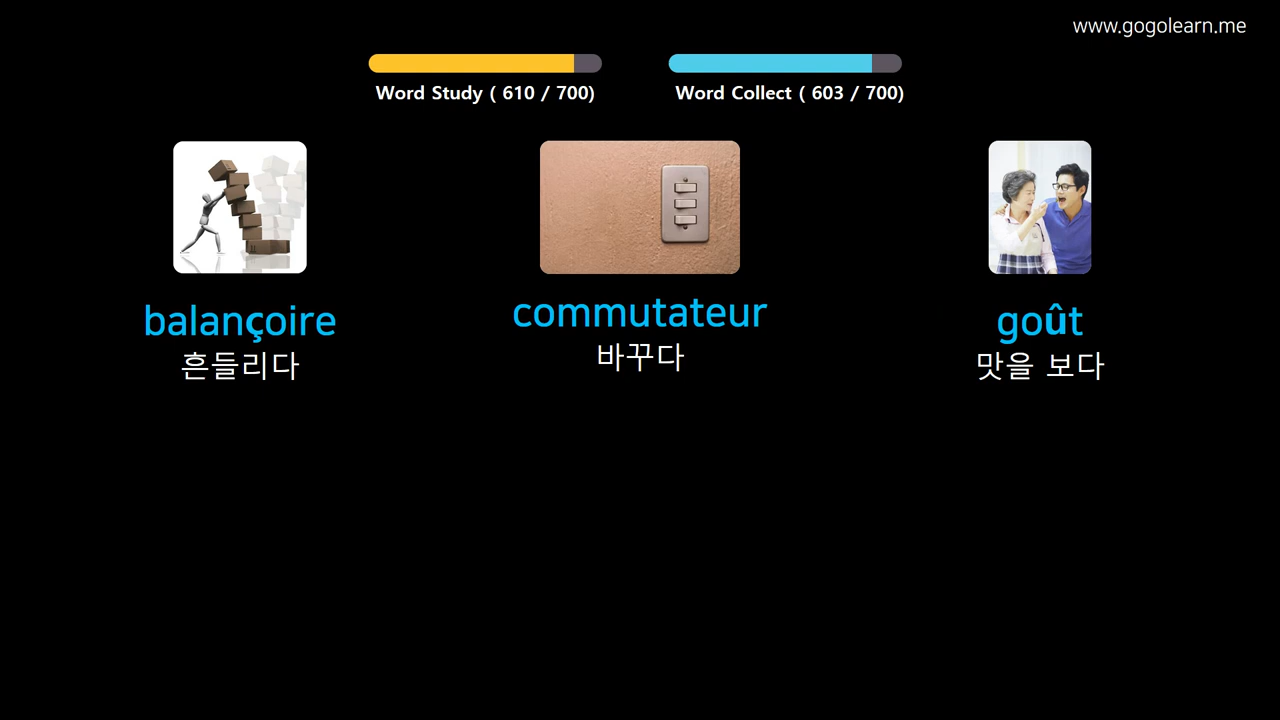 www.gogolearn.me
Word Study ( 610 / 700)
Word Collect ( 603 / 700)
balançoire
흔들리다
commutateur
바꾸다
goût
맛을 보다